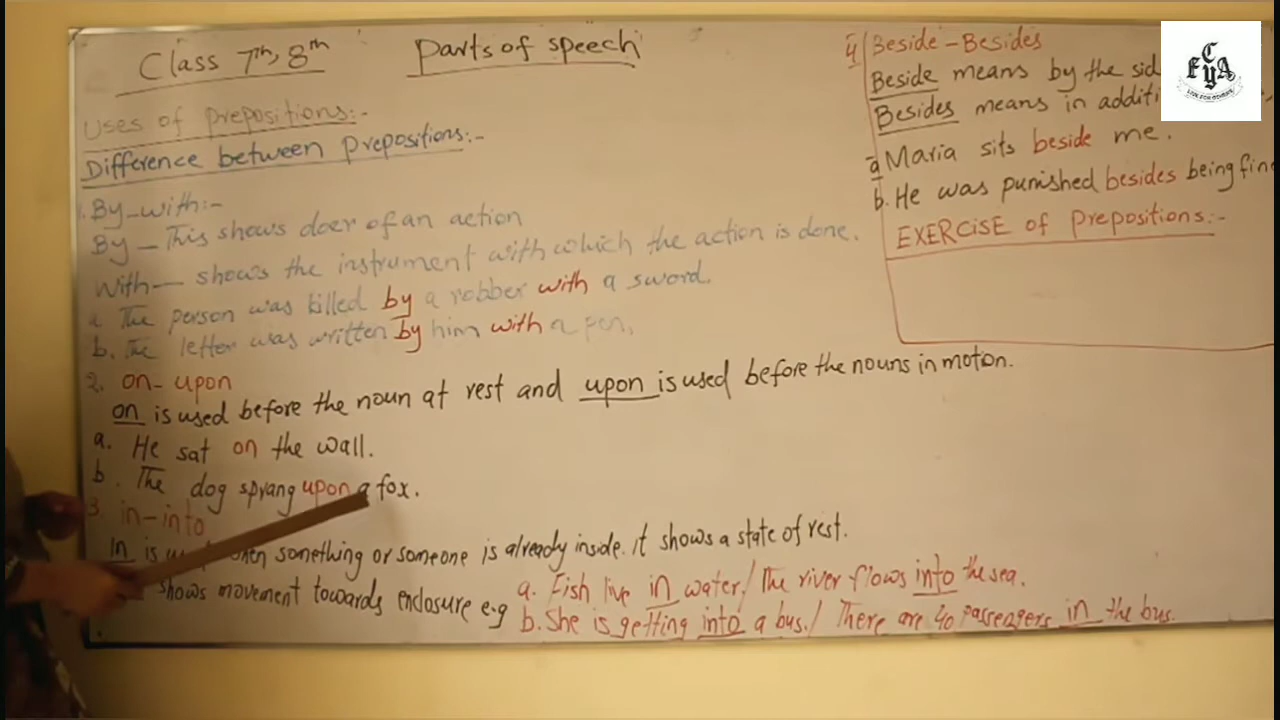 Class 7th, 8th
Parts of speech
Uses of prepositions:-
Difference between prepositions:-
1. By-with:-
By - This shows doer of an action
With - shows the instrument with which the action is done.
a The person was killed by a robber with a sword.
b. The letter was written by him with a pen.
2. on-upon
on is used before the noun at rest and upon is used before the nouns in motion.
a. He sat on the wall.
b. The dog sprang upon a fox.
3. in-into
In is when something or someone is already inside. it shows a state of rest.
shows movement towards enclosure e.g
a. Fish live in water/ The river flows into the sea.
b. She is getting into a bus./ There are 40 passengers in the bus.
4 Beside-Besides
Beside means by the
Besides means in
a Maria sits beside me.
b. He was punished besides being
EXERCISE of prepositions:-